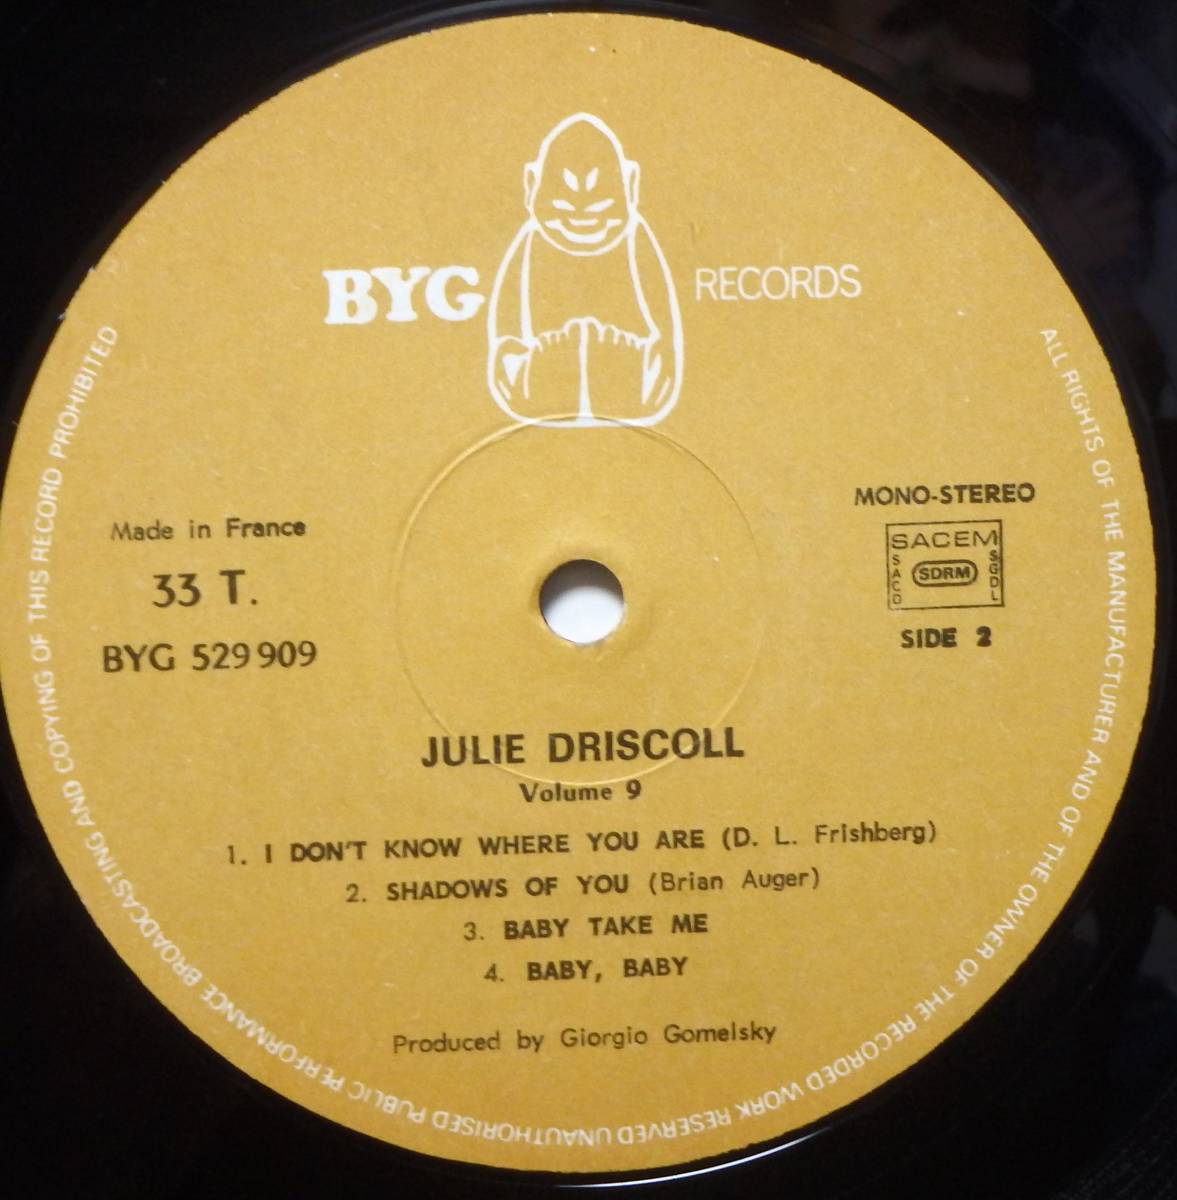 BYG RECORDS
Made in France
33 T.
BYG 529 909
MONO-STEREO
SACEM
SACD SDRM SGDL
SIDE 2
JULIE DRISCOLL
Volume 9
1. I DON'T KNOW WHERE YOU ARE (D. L. Frishberg)
2. SHADOWS OF YOU (Brian Auger)
3. BABY TAKE ME
4. BABY, BABY
Produced by Giorgio Gomelsky
ALL RIGHTS OF THE MANUFACTURER AND OF THE OWNER OF THE RECORDED WORK RESERVED UNAUTHORISED PUBLIC PERFORMANCE BROADCASTING AND COPYING OF THIS RECORD PROHIBITED